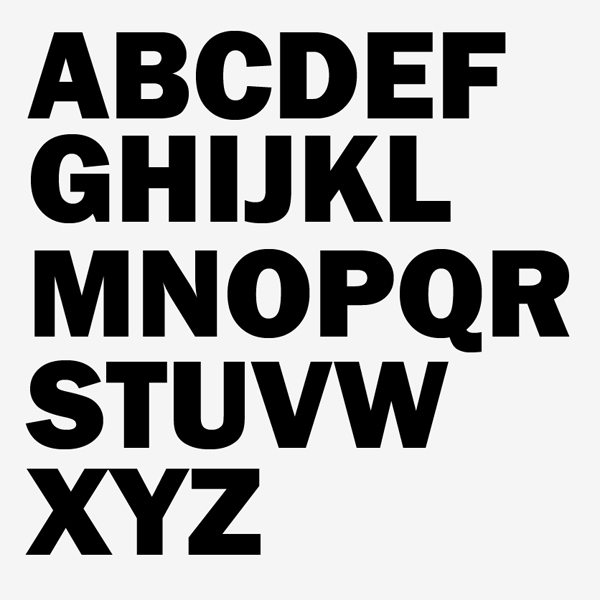 ABCDEF
GHIJKL
MNOPQR
STUVW
XYZ